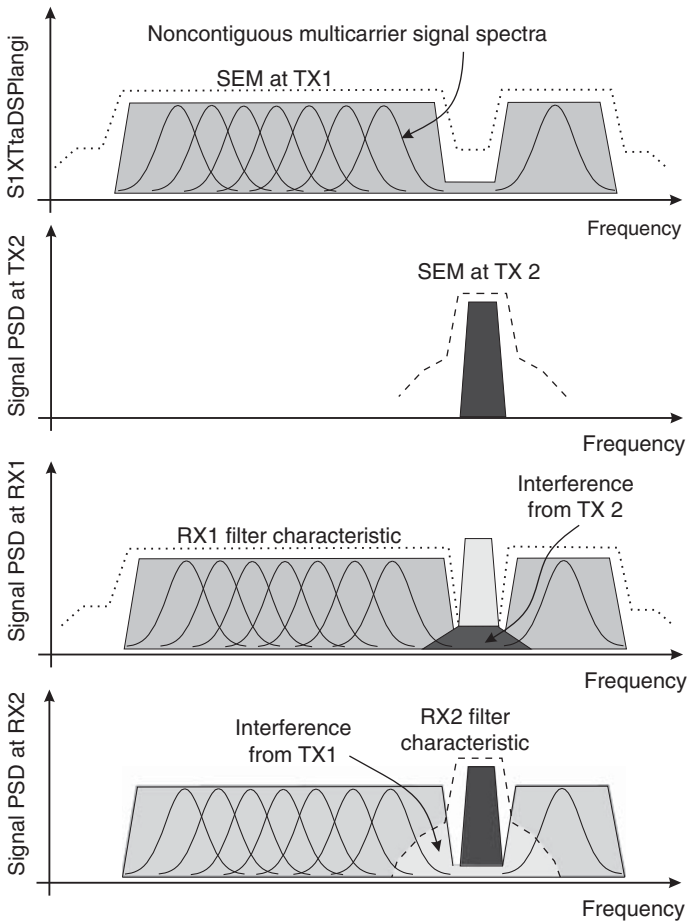 Noncontiguous multicarrier signal spectra
SEM at TX1
S1XTtaDSPlangi
Frequency
SEM at TX 2
Signal PSD at TX2
Frequency
Interference
from TX 2
RX1 filter characteristic
Signal PSD at RX1
Frequency
RX2 filter
characteristic
Interference
from TX1
Signal PSD at RX2
Frequency